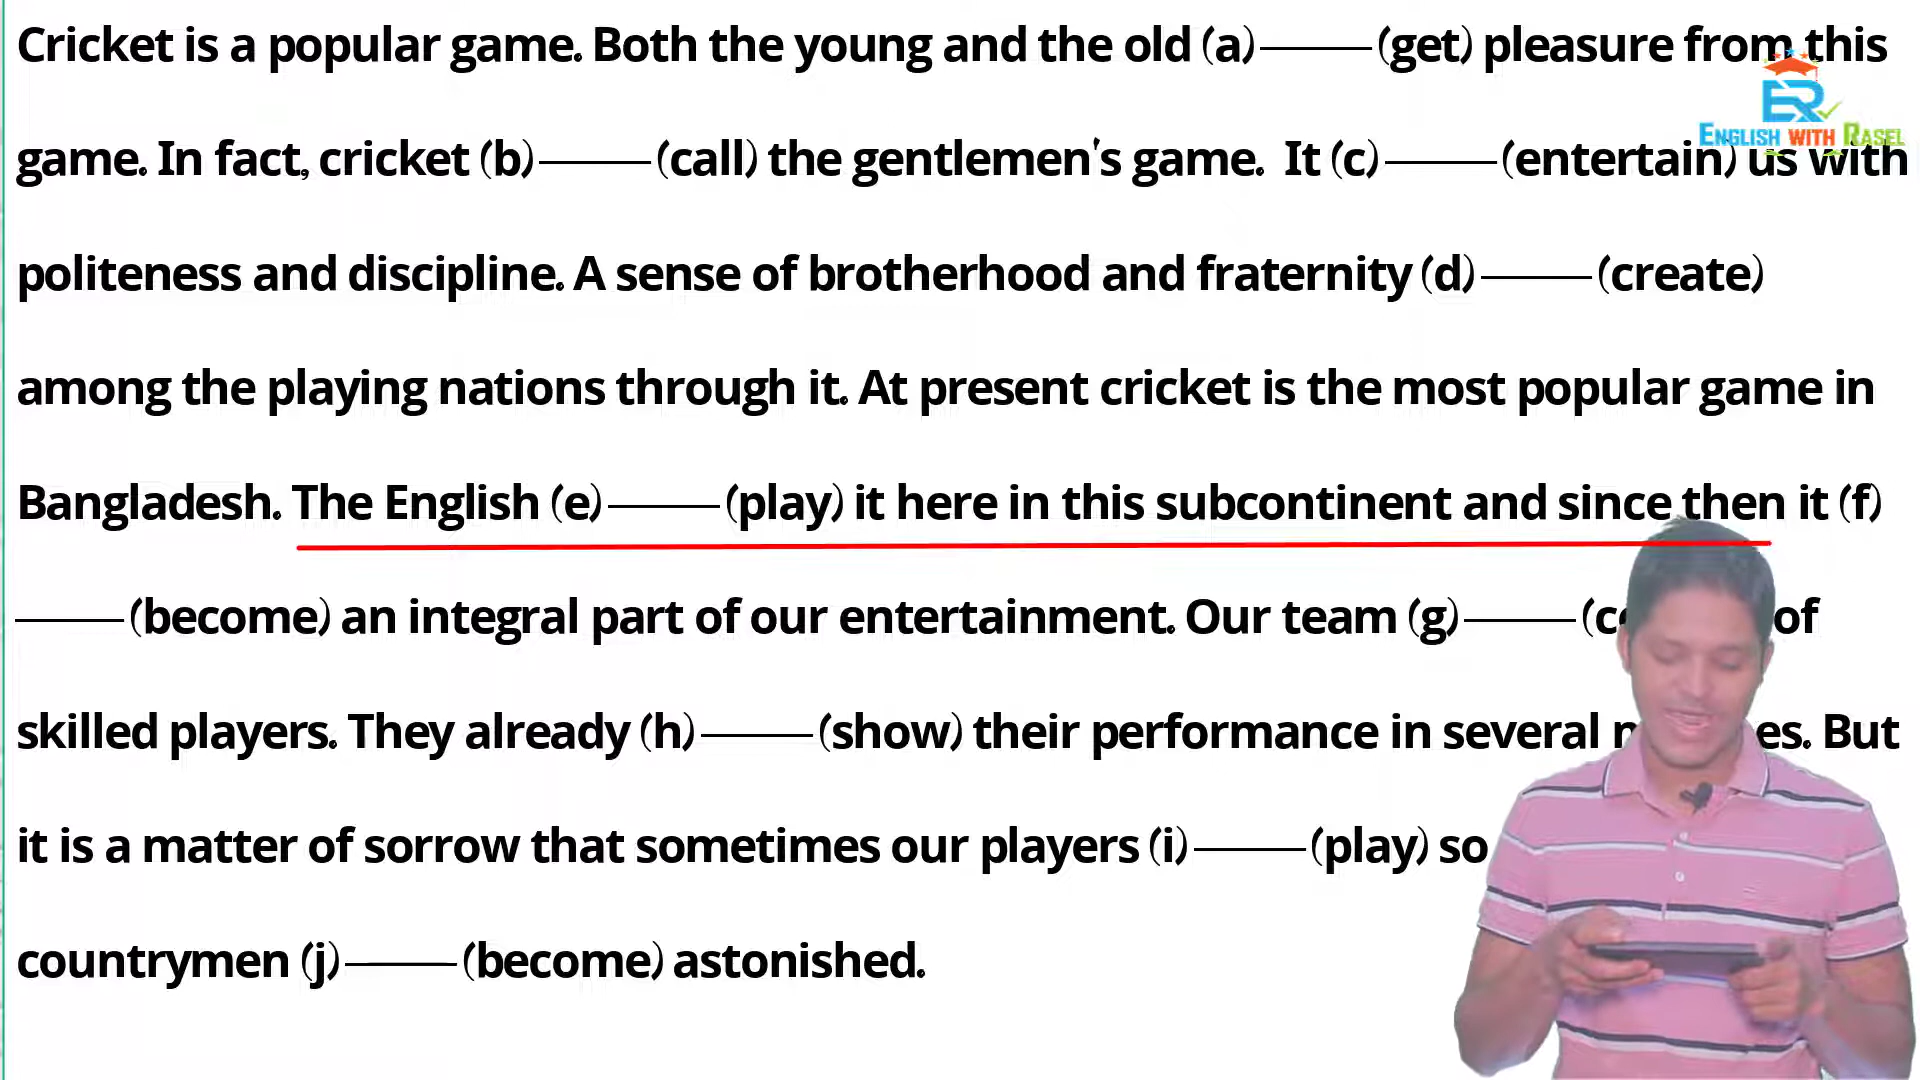 Cricket is a popular game. Both the young and the old (a)———(get) pleasure from this
game. In fact, cricket (b)———(call) the gentlemen's game. It (c)———(entertain) us with
politeness and discipline. A sense of brotherhood and fraternity (d)———(create)
among the playing nations through it. At present cricket is the most popular game in
Bangladesh. The English (e)———(play) it here in this subcontinent and since then it (f)
———(become) an integral part of our entertainment. Our team (g)——— of
skilled players. They already (h)———(show) their performance in several But
it is a matter of sorrow that sometimes our players (i)———(play) so
countrymen (j)———(become) astonished.
ER
ENGLISH WITH RASEL